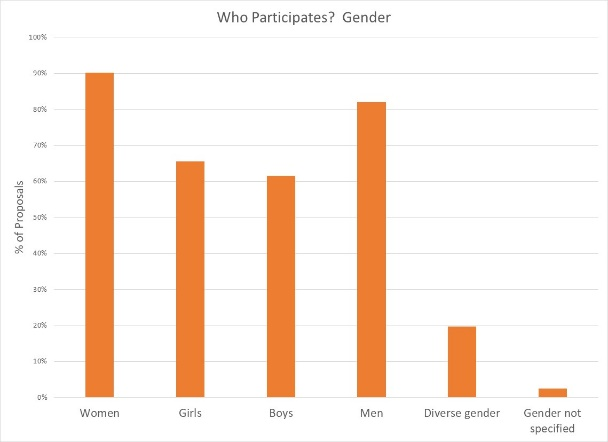 Who Participates? Gender
100%
90%
80%
70%
60%
50%
40%
30%
20%
10%
0%
% of Proposals
Women
Girls
Boys
Men
Diverse gender
Gender not
specified